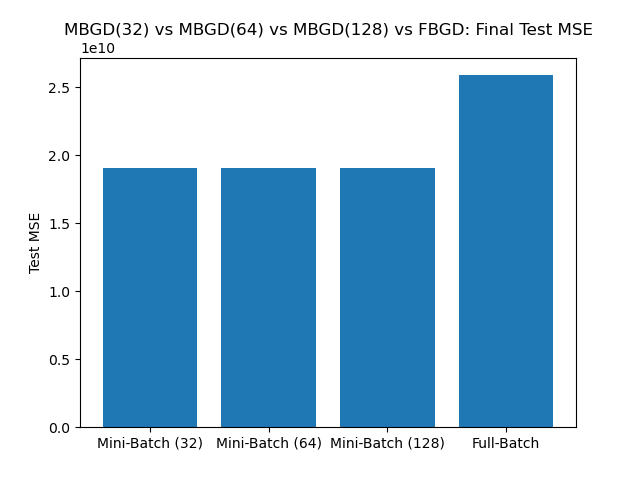 MBGD(32) vs MBGD(64) vs MBGD(128) vs FBGD: Final Test MSE
1e10
2.5
2.0
1.5
1.0
0.5
0.0
Test MSE
Mini-Batch (32) Mini-Batch (64) Mini-Batch (128) Full-Batch